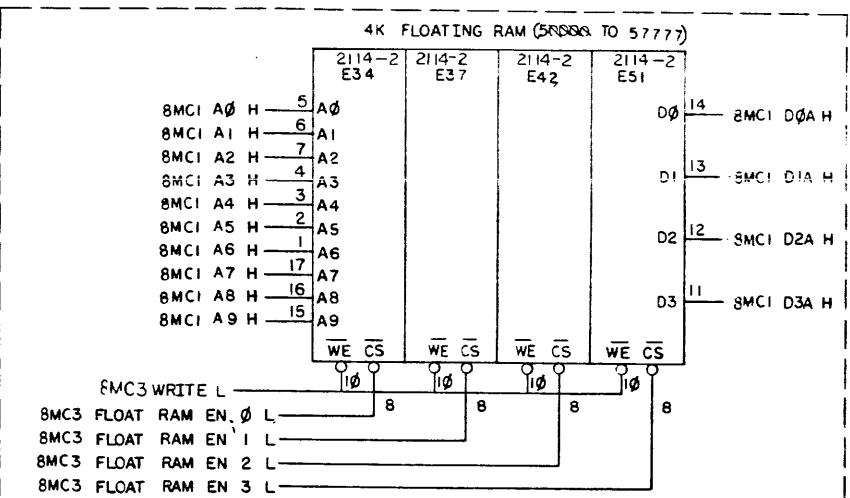 4K FLOATING RAM (50000 TO 57777)
2114-2 2114-2 2114-2 2114-2
E34 E37 E42 E51
8MC1 AØ H 5 AØ
8MC1 A1 H 6 A1
8MC1 A2 H 7 A2
8MC1 A3 H 4 A3
8MC1 A4 H 3 A4
8MC1 A5 H 2 A5
8MC1 A6 H 1 A6
8MC1 A7 H 17 A7
8MC1 A8 H 16 A8
8MC1 A9 H 15 A9
DØ 14 8MC1 DØA H
D1 13 8MC1 D1A H
D2 12 8MC1 D2A H
D3 11 8MC1 D3A H
WE CS WE CS WE CS WE CS
1Ø 1Ø 1Ø 1Ø
8MC3 WRITE L
8 8 8 8
8MC3 FLOAT RAM EN Ø L
8MC3 FLOAT RAM EN 1 L
8MC3 FLOAT RAM EN 2 L
8MC3 FLOAT RAM EN 3 L